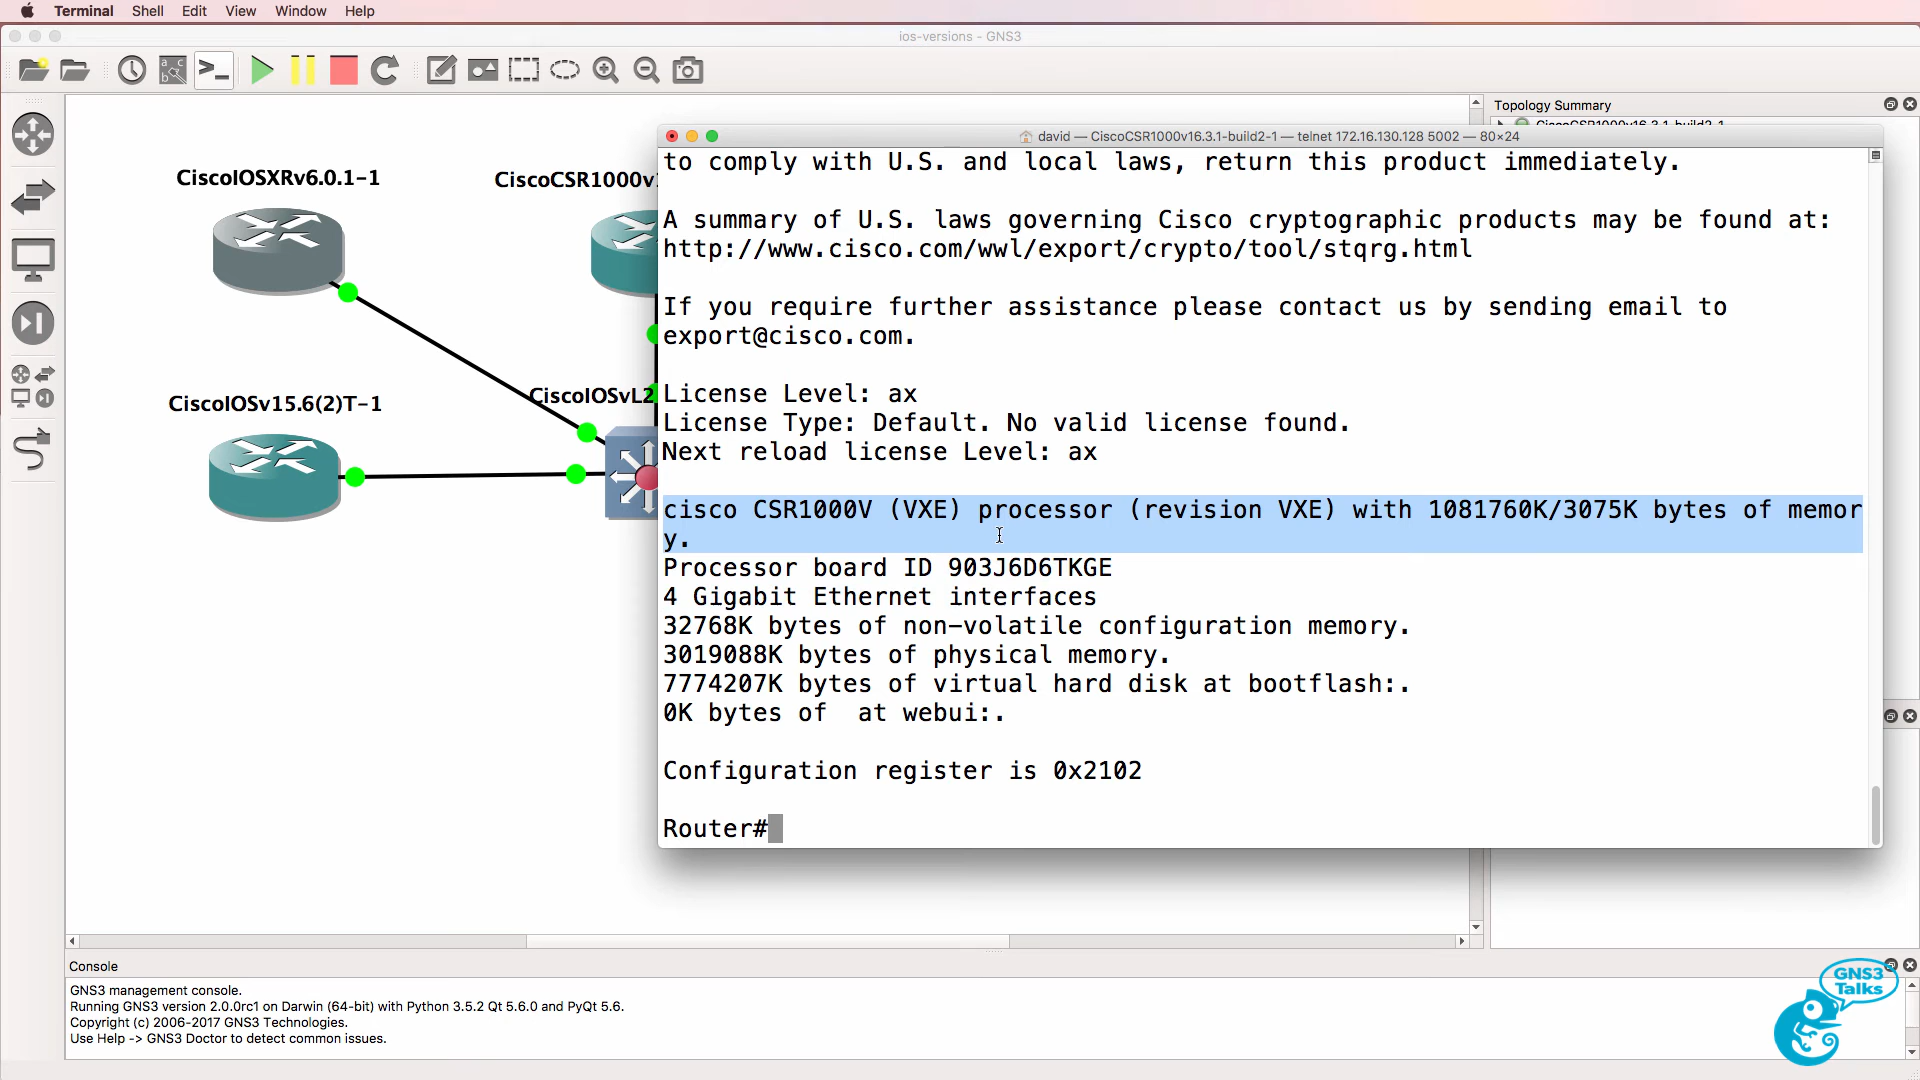 Terminal Shell Edit View Window Help
ios-versions - GNS3
Topology Summary
CiscoCSR1000v16.3.1-build2-1
david — CiscoCSR1000v16.3.1-build2-1 — telnet 172.16.130.128 5002 — 80×24
to comply with U.S. and local laws, return this product immediately.
A summary of U.S. laws governing Cisco cryptographic products may be found at:
http://www.cisco.com/wwl/export/crypto/tool/stqrg.html
If you require further assistance please contact us by sending email to
export@cisco.com.
License Level: ax
License Type: Default. No valid license found.
Next reload license Level: ax
cisco CSR1000V (VXE) processor (revision VXE) with 1081760K/3075K bytes of memor
y.
Processor board ID 903J6D6TKGE
4 Gigabit Ethernet interfaces
32768K bytes of non-volatile configuration memory.
3019088K bytes of physical memory.
7774207K bytes of virtual hard disk at bootflash:.
0K bytes of  at webui:.
Configuration register is 0x2102
Router#
CiscoIOSXRv6.0.1-1
CiscoCSR1000v
CiscoIOSv15.6(2)T-1
CiscoIOSvL2
Console
GNS3 management console.
Running GNS3 version 2.0.0rc1 on Darwin (64-bit) with Python 3.5.2 Qt 5.6.0 and PyQt 5.6.
Copyright (c) 2006-2017 GNS3 Technologies.
Use Help -> GNS3 Doctor to detect common issues.
GNS3
Talks